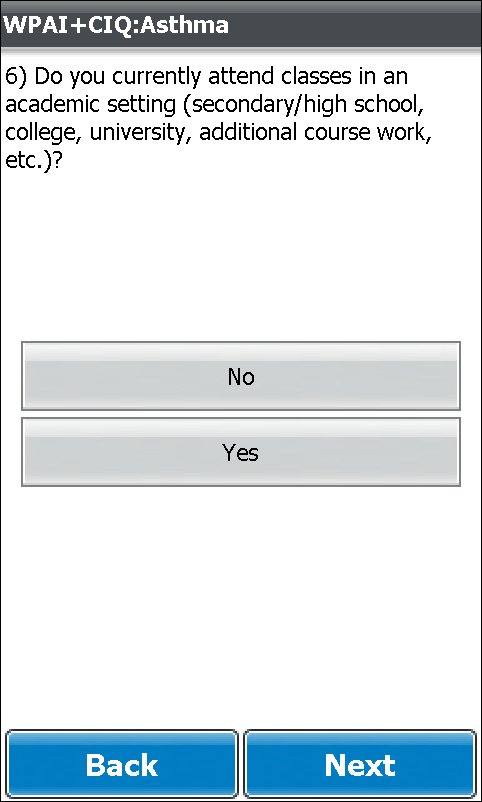 WPAI+CIQ:Asthma
6) Do you currently attend classes in an
academic setting (secondary/high school,
college, university, additional course work,
etc.)?
No
Yes
Back
Next